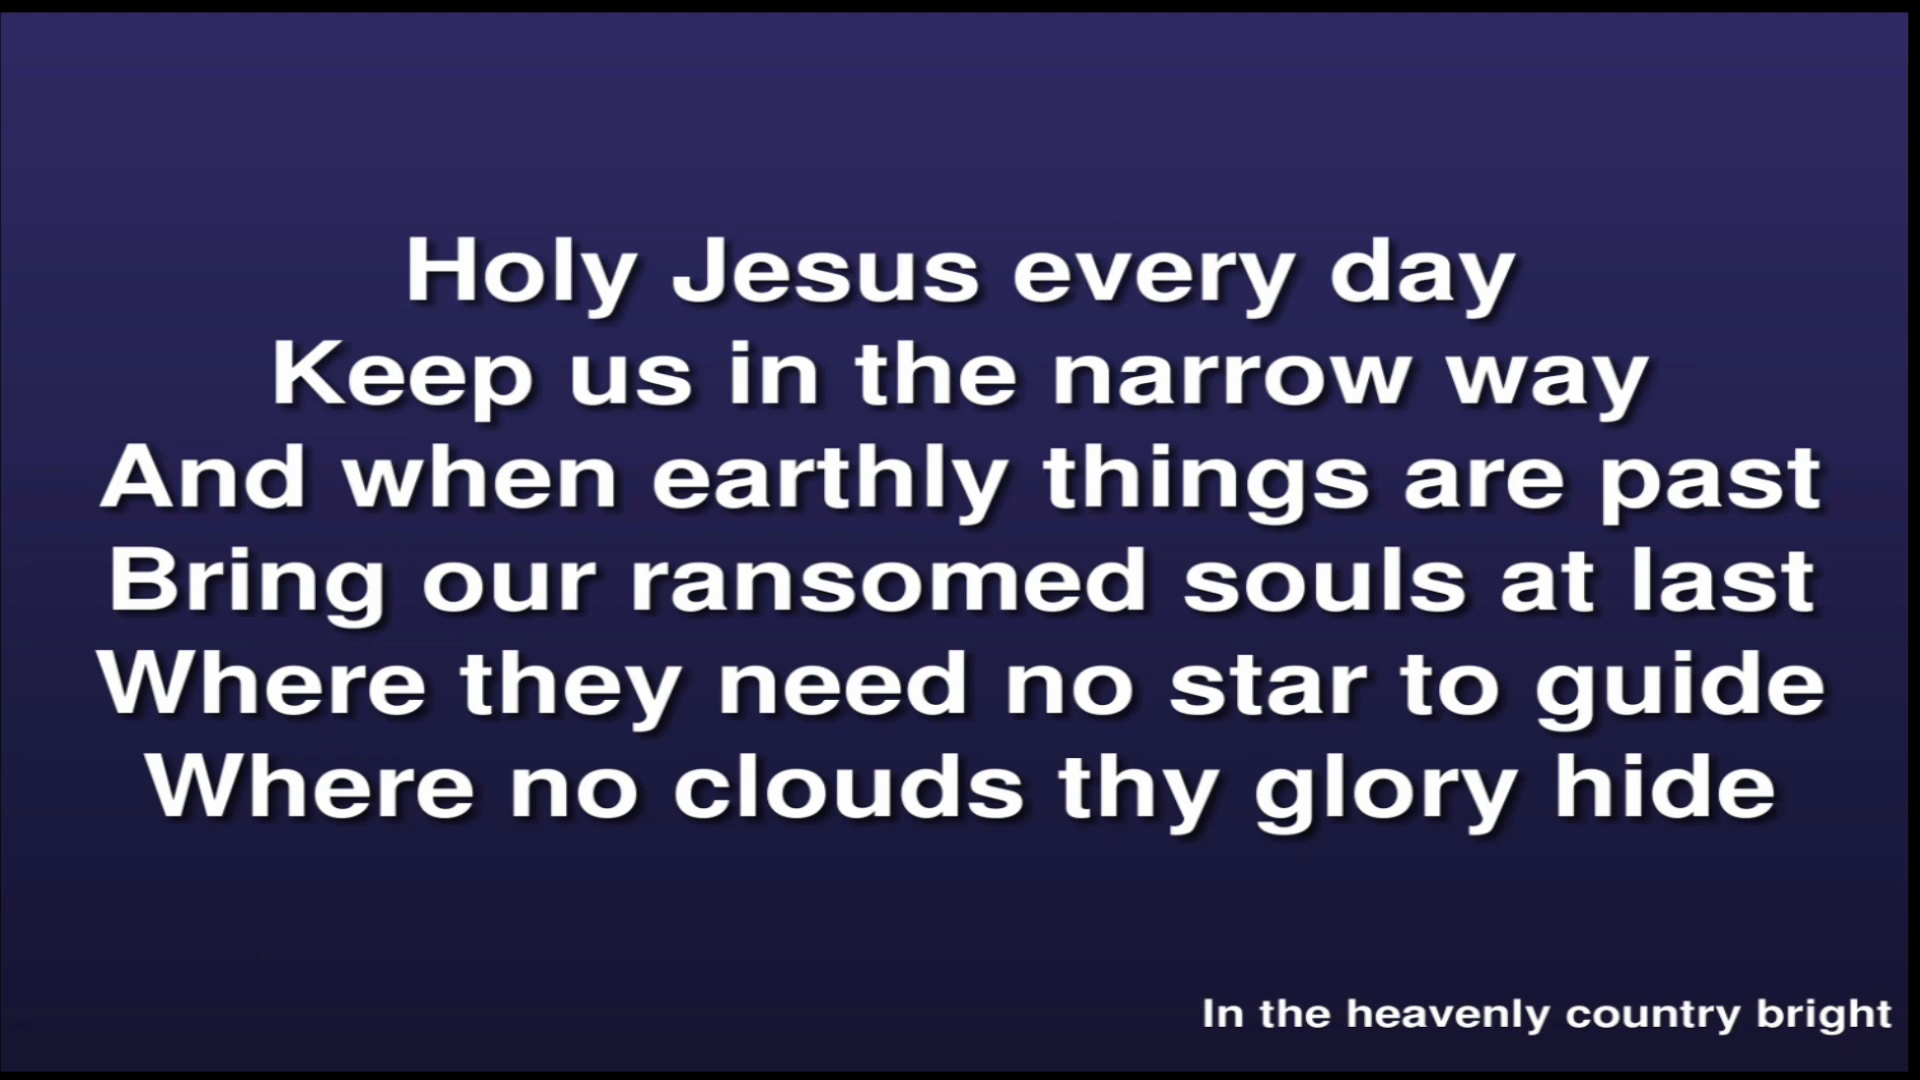 Holy Jesus every day
Keep us in the narrow way
And when earthly things are past
Bring our ransomed souls at last
Where they need no star to guide
Where no clouds thy glory hide
In the heavenly country bright